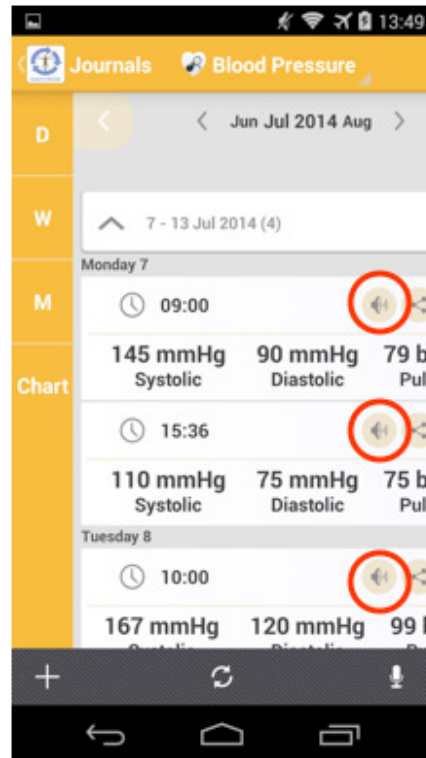 13:49
Journals Blood Pressure
D
Jun Jul 2014 Aug
W
7 - 13 Jul 2014 (4)
Monday 7
M
09:00
145 mmHg 90 mmHg 79 b
Systolic Diastolic Pul
Chart
15:36
110 mmHg 75 mmHg 75 b
Systolic Diastolic Pul
Tuesday 8
10:00
167 mmHg 120 mmHg 99